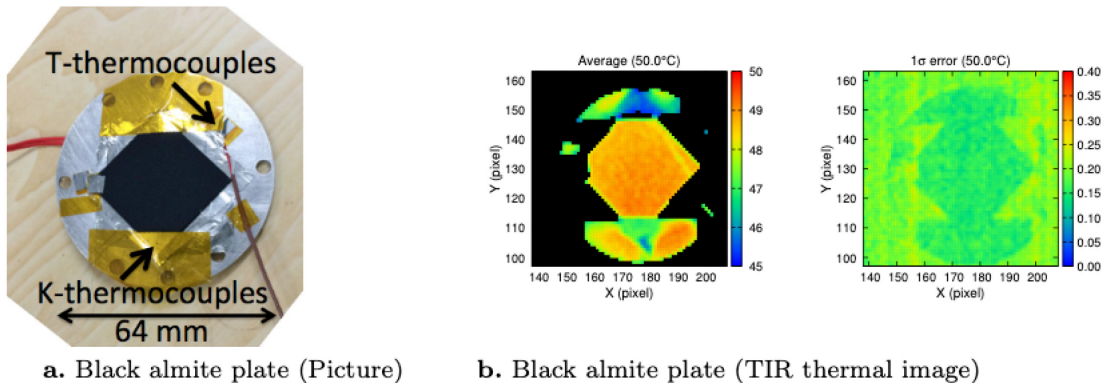 T-thermocouples
K-thermocouples
64 mm
a. Black almite plate (Picture)
Average (50.0°C)
160
150
140
130
120
110
100
Y (pixel)
140 150 160 170 180 190 200
X (pixel)
50
49
48
47
46
45
1σ error (50.0°C)
160
150
140
130
120
110
100
Y (pixel)
140 150 160 170 180 190 200
X (pixel)
0.40
0.35
0.30
0.25
0.20
0.15
0.10
0.05
0.00
b. Black almite plate (TIR thermal image)